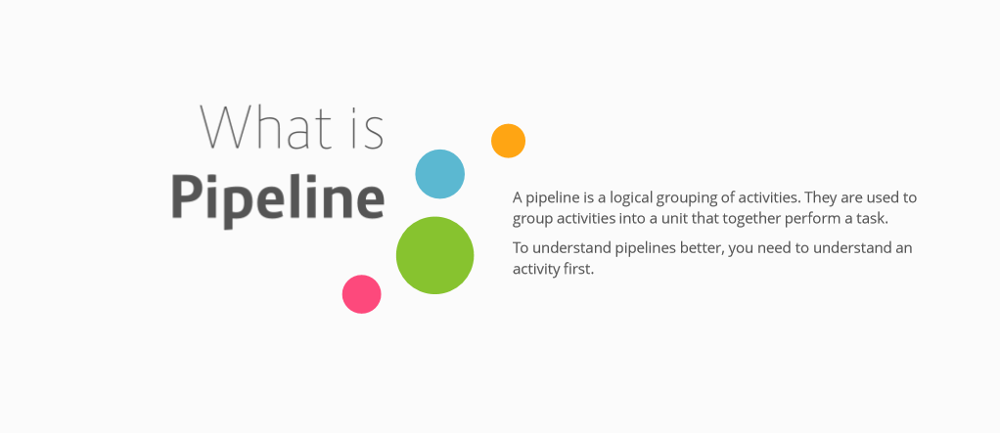 What is
Pipeline
A pipeline is a logical grouping of activities. They are used to
group activities into a unit that together perform a task.
To understand pipelines better, you need to understand an
activity first.